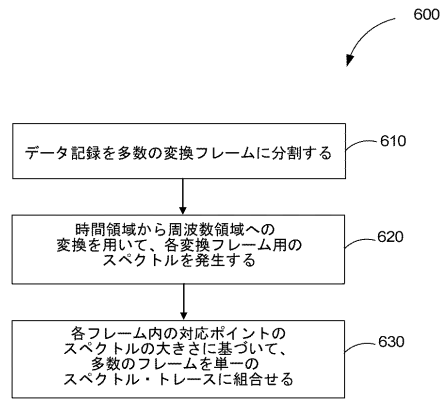 600
データ記録を多数の変換フレームに分割する
610
時間領域から周波数領域への
変換を用いて、各変換フレーム用の
スペクトルを発生する
620
各フレーム内の対応ポイントの
スペクトルの大きさに基づいて、
多数のフレームを単一の
スペクトル・トレースに組合せる
630